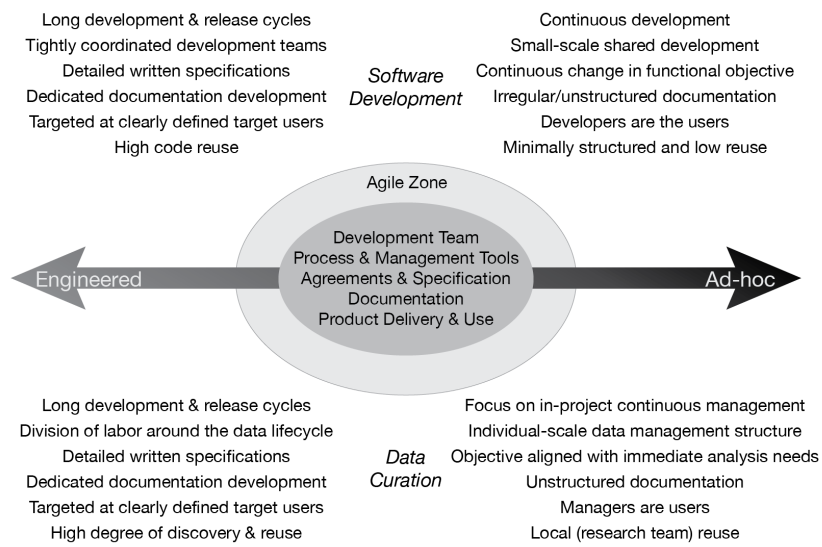 Long development & release cycles
Tightly coordinated development teams
Detailed written specifications
Dedicated documentation development
Targeted at clearly defined target users
High code reuse
Software
Development
Continuous development
Small-scale shared development
Continuous change in functional objective
Irregular/unstructured documentation
Developers are the users
Minimally structured and low reuse
Agile Zone
Development Team
Process & Management Tools
Agreements & Specification
Documentation
Product Delivery & Use
Engineered
Ad-hoc
Long development & release cycles
Division of labor around the data lifecycle
Detailed written specifications
Dedicated documentation development
Targeted at clearly defined target users
High degree of discovery & reuse
Data
Curation
Focus on in-project continuous management
Individual-scale data management structure
Objective aligned with immediate analysis needs
Unstructured documentation
Managers are users
Local (research team) reuse